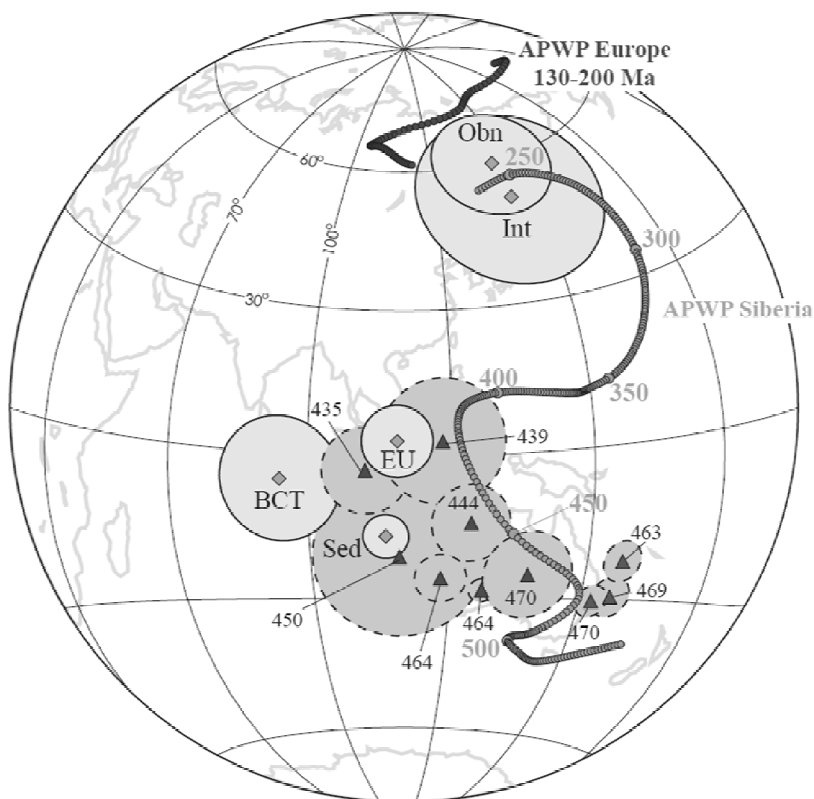 APWP Europe
130-200 Ma
Obn
250
60°
Int
70°
100°
300
30°
APWP Siberia
400
350
435
439
EU
BCT
444
450
Sed
463
450
470
469
464
470
464
500